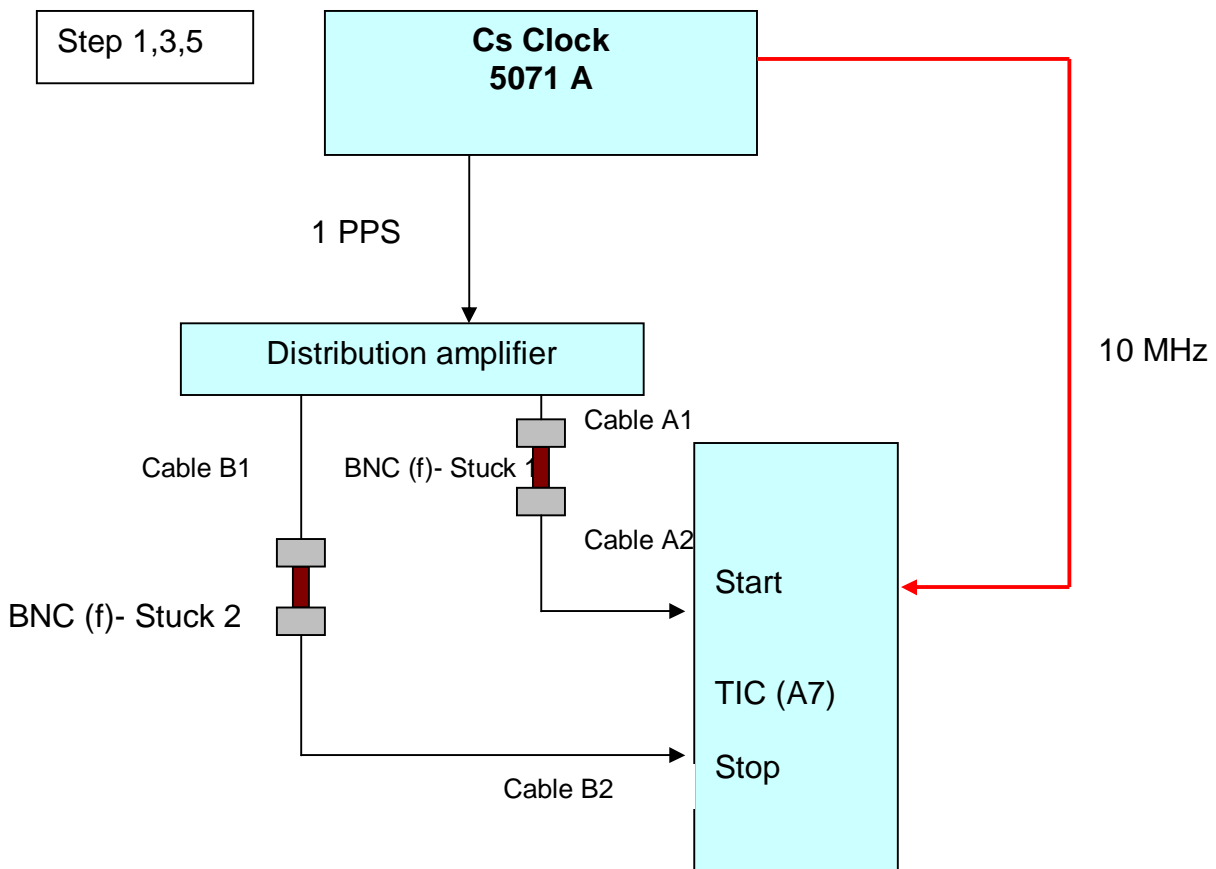 Step 1,3,5
Cs Clock
5071 A
1 PPS
Distribution amplifier
10 MHz
Cable A1
Cable B1
BNC (f)- Stuck 1
Cable A2
Start
BNC (f)- Stuck 2
TIC (A7)
Stop
Cable B2